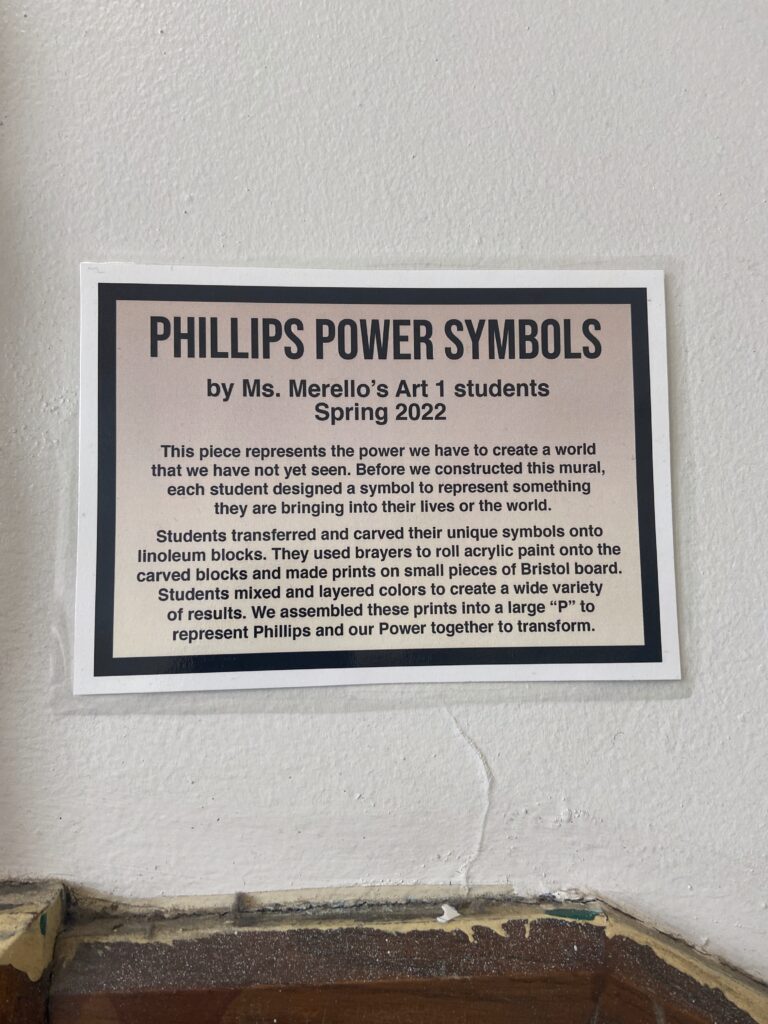 PHILLIPS POWER SYMBOLS
by Ms. Merello's Art 1 students
Spring 2022
This piece represents the power we have to create a world
that we have not yet seen. Before we constructed this mural,
each student designed a symbol to represent something
they are bringing into their lives or the world.
Students transferred and carved their unique symbols onto
linoleum blocks. They used brayers to roll acrylic paint onto the
carved blocks and made prints on small pieces of Bristol board.
Students mixed and layered colors to create a wide variety
of results. We assembled these prints into a large “P” to
represent Phillips and our Power together to transform.